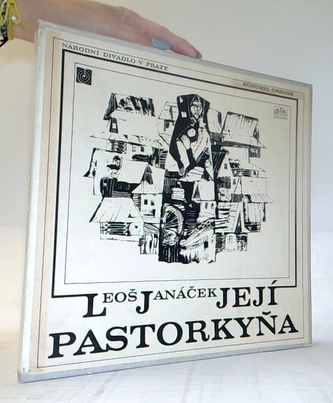 NÁRODNÍ DIVADLO V PRAZE
BOHUMIL GREGOR
LEOŠ JANÁČEK JEJÍ
PASTORKYŇA